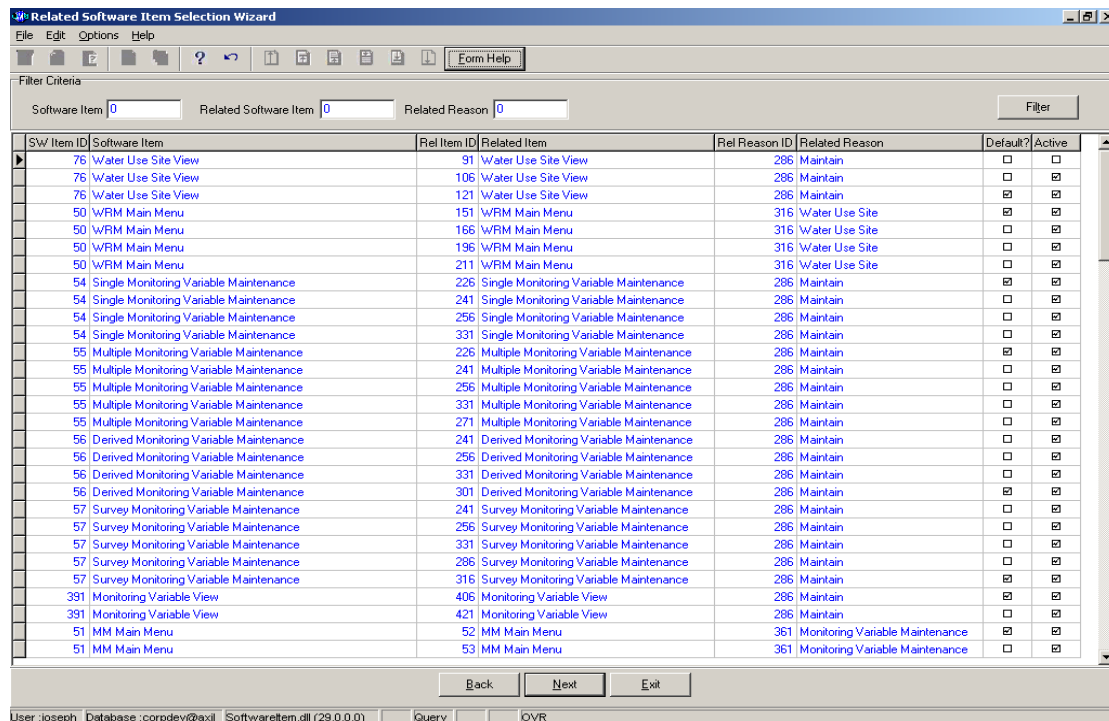 Related Software Item Selection Wizard
File Edit Options Help
? Form Help
Filter Criteria
Software Item 0 Related Software Item 0 Related Reason 0 Filter
SW Item ID Software Item Rel Item ID Related Item Rel Reason ID Related Reason Default? Active
76 Water Use Site View 91 Water Use Site View 286 Maintain
76 Water Use Site View 106 Water Use Site View 286 Maintain
76 Water Use Site View 121 Water Use Site View 286 Maintain
50 WRM Main Menu 151 WRM Main Menu 316 Water Use Site
50 WRM Main Menu 166 WRM Main Menu 316 Water Use Site
50 WRM Main Menu 196 WRM Main Menu 316 Water Use Site
50 WRM Main Menu 211 WRM Main Menu 316 Water Use Site
54 Single Monitoring Variable Maintenance 226 Single Monitoring Variable Maintenance 286 Maintain
54 Single Monitoring Variable Maintenance 241 Single Monitoring Variable Maintenance 286 Maintain
54 Single Monitoring Variable Maintenance 256 Single Monitoring Variable Maintenance 286 Maintain
54 Single Monitoring Variable Maintenance 331 Single Monitoring Variable Maintenance 286 Maintain
55 Multiple Monitoring Variable Maintenance 226 Multiple Monitoring Variable Maintenance 286 Maintain
55 Multiple Monitoring Variable Maintenance 241 Multiple Monitoring Variable Maintenance 286 Maintain
55 Multiple Monitoring Variable Maintenance 256 Multiple Monitoring Variable Maintenance 286 Maintain
55 Multiple Monitoring Variable Maintenance 331 Multiple Monitoring Variable Maintenance 286 Maintain
55 Multiple Monitoring Variable Maintenance 271 Multiple Monitoring Variable Maintenance 286 Maintain
56 Derived Monitoring Variable Maintenance 241 Derived Monitoring Variable Maintenance 286 Maintain
56 Derived Monitoring Variable Maintenance 256 Derived Monitoring Variable Maintenance 286 Maintain
56 Derived Monitoring Variable Maintenance 331 Derived Monitoring Variable Maintenance 286 Maintain
56 Derived Monitoring Variable Maintenance 301 Derived Monitoring Variable Maintenance 286 Maintain
57 Survey Monitoring Variable Maintenance 241 Survey Monitoring Variable Maintenance 286 Maintain
57 Survey Monitoring Variable Maintenance 256 Survey Monitoring Variable Maintenance 286 Maintain
57 Survey Monitoring Variable Maintenance 331 Survey Monitoring Variable Maintenance 286 Maintain
57 Survey Monitoring Variable Maintenance 286 Survey Monitoring Variable Maintenance 286 Maintain
57 Survey Monitoring Variable Maintenance 316 Survey Monitoring Variable Maintenance 286 Maintain
391 Monitoring Variable View 406 Monitoring Variable View 286 Maintain
391 Monitoring Variable View 421 Monitoring Variable View 286 Maintain
51 MM Main Menu 52 MM Main Menu 361 Monitoring Variable Maintenance
51 MM Main Menu 53 MM Main Menu 361 Monitoring Variable Maintenance
Back Next Exit
User :joseph Database :corpdev@axil SoftwareItem.dll (29.0.0.0) Query OVR